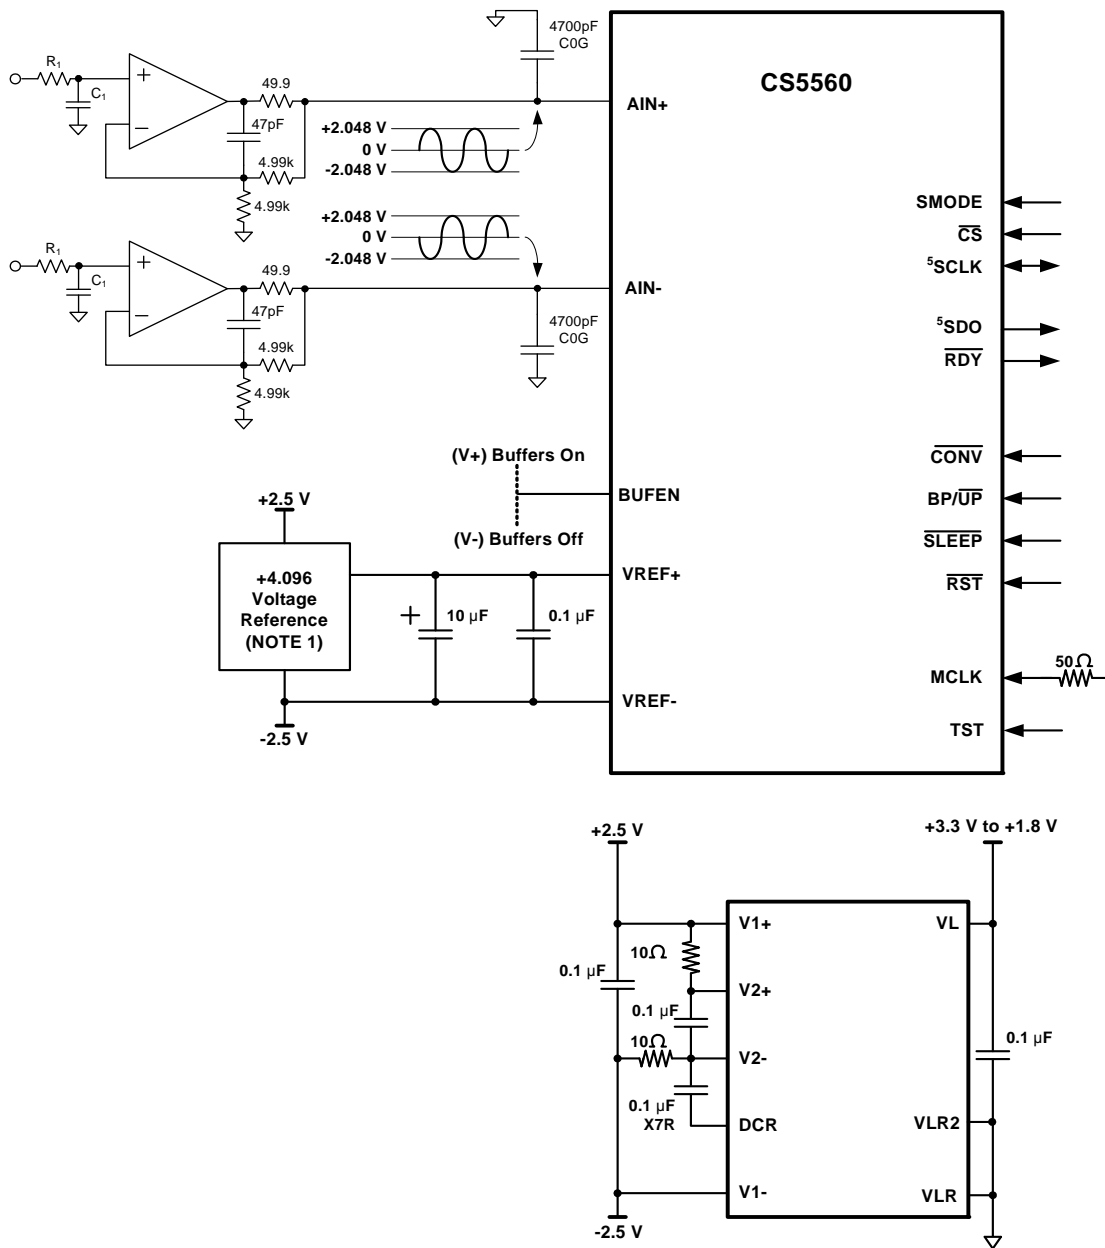 4700pF
C0G
R1
C1
+
−
49.9
47pF
4.99k
4.99k
+2.048 V
0 V
-2.048 V
CS5560
AIN+
R1
C1
+
−
49.9
47pF
4.99k
4.99k
+2.048 V
0 V
-2.048 V
AIN-
4700pF
C0G
SMODE
CS
5SCLK
5SDO
RDY
CONV
BP/UP
SLEEP
RST
MCLK
50Ω
TST
(V+) Buffers On
BUFEN
(V-) Buffers Off
+2.5 V
+4.096
Voltage
Reference
(NOTE 1)
-2.5 V
VREF+
+
10 µF
0.1 µF
VREF-
+2.5 V
+3.3 V to +1.8 V
V1+
VL
10Ω
0.1 µF
V2+
0.1 µF
10Ω
V2-
0.1 µF
0.1 µF
X7R
DCR
VLR2
V1-
VLR
-2.5 V